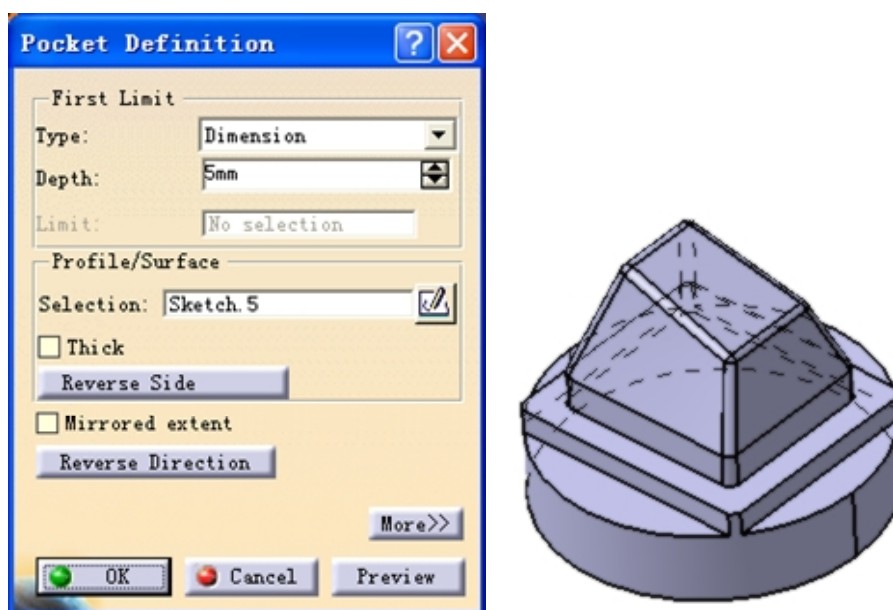 Pocket Definition
First Limit
Type: Dimension
Depth: 5mm
Limit: No selection
Profile/Surface
Selection: Sketch.5
Thick
Reverse Side
Mirrored extent
Reverse Direction
More>>
OK Cancel Preview